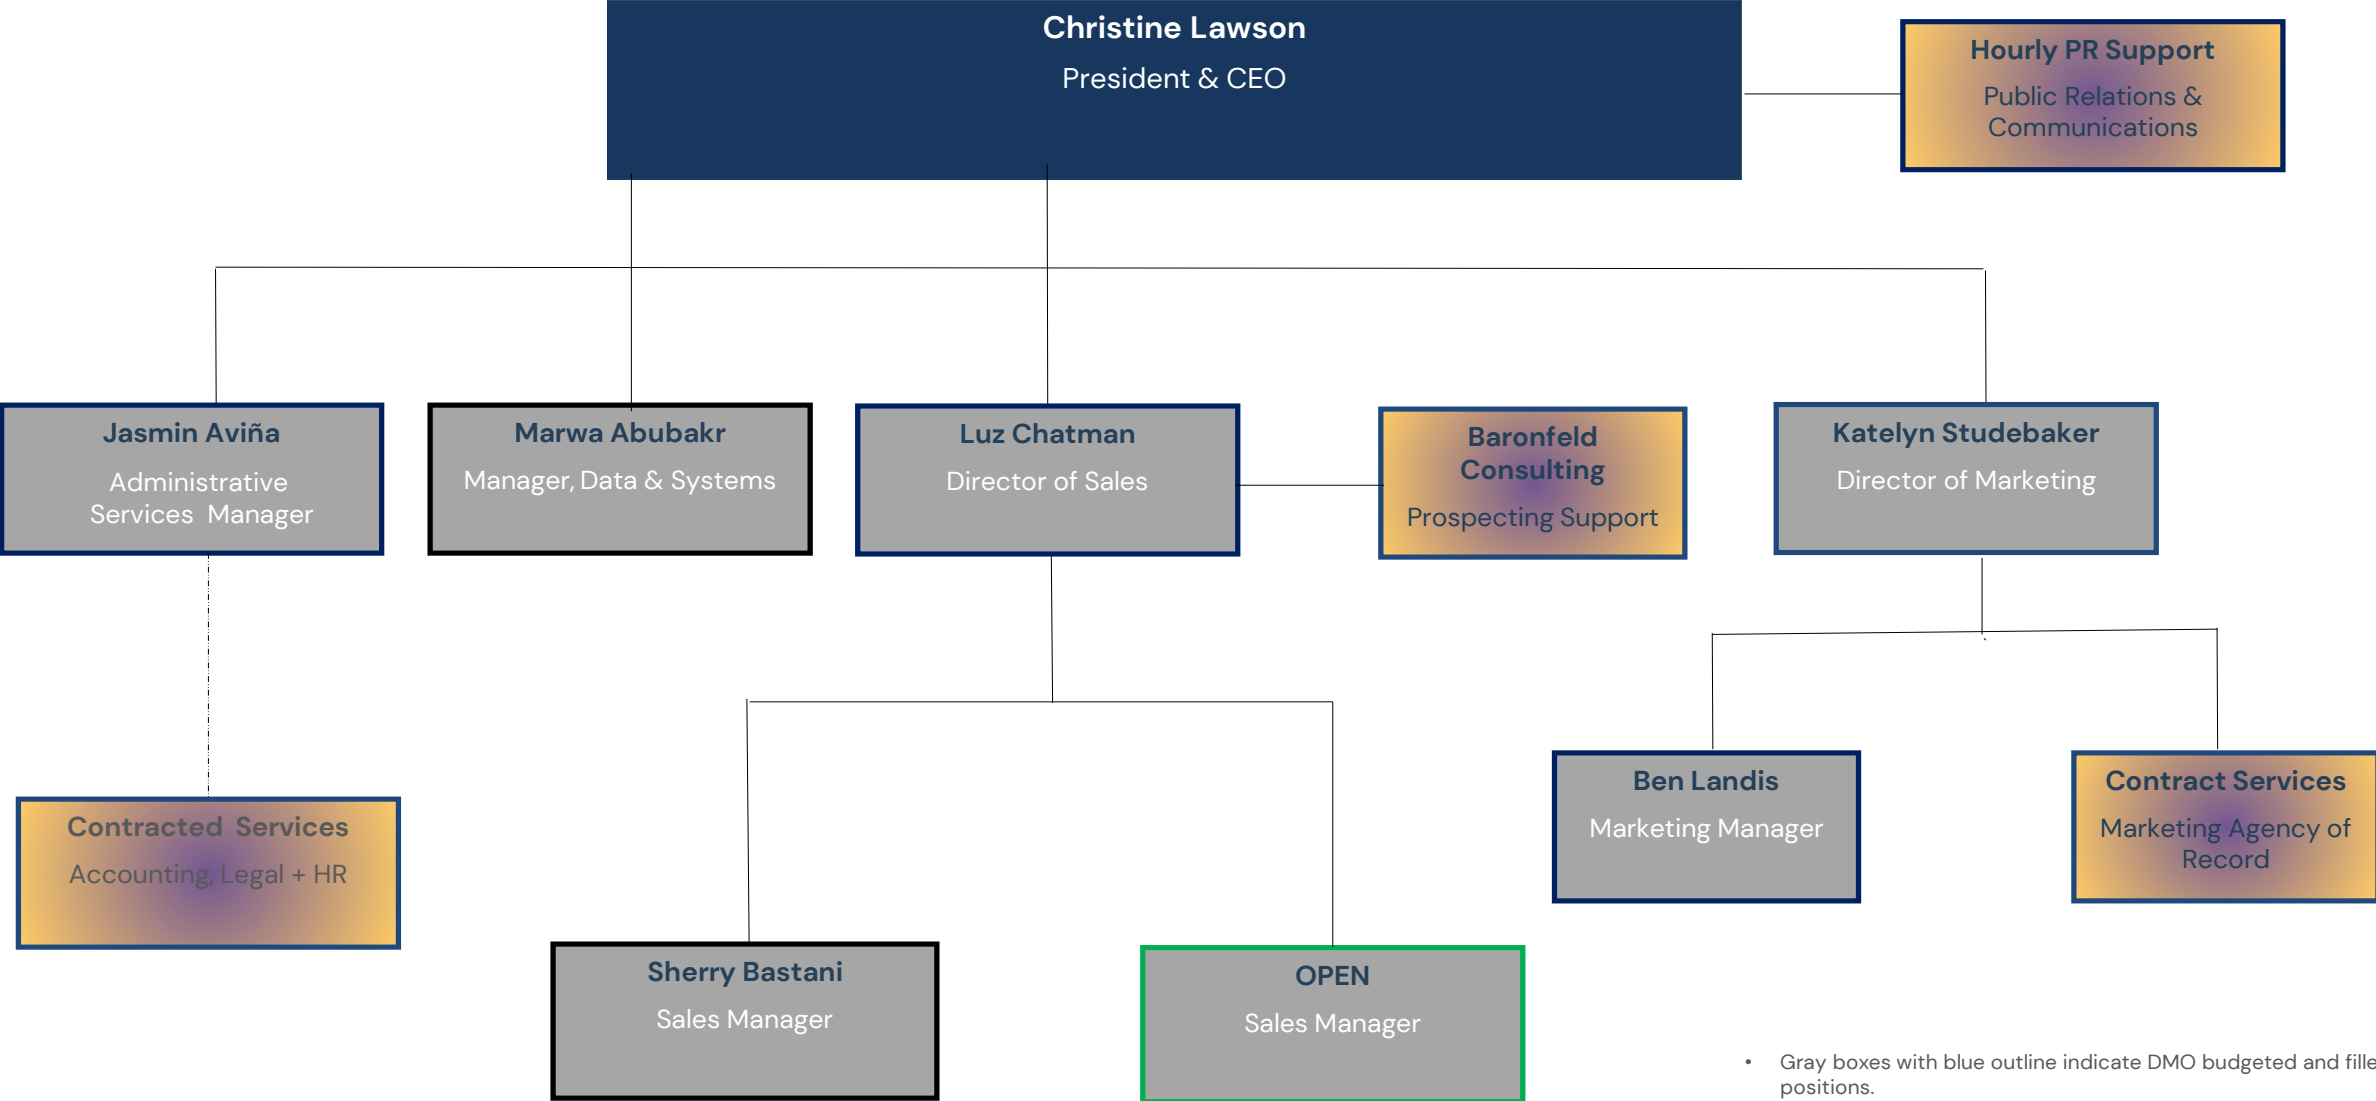 Christine Lawson
President & CEO
Hourly PR Support
Public Relations &
Communications
Jasmin Aviña
Administrative
Services  Manager
Marwa Abubakr
Manager, Data & Systems
Luz Chatman
Director of Sales
Baronfeld
Consulting
Prospecting Support
Katelyn Studebaker
Director of Marketing
Contracted  Services
Accounting, Legal + HR
Sherry Bastani
Sales Manager
OPEN
Sales Manager
Ben Landis
Marketing Manager
Contract Services
Marketing Agency of
Record
• Gray boxes with blue outline indicate DMO budgeted and fille
positions.